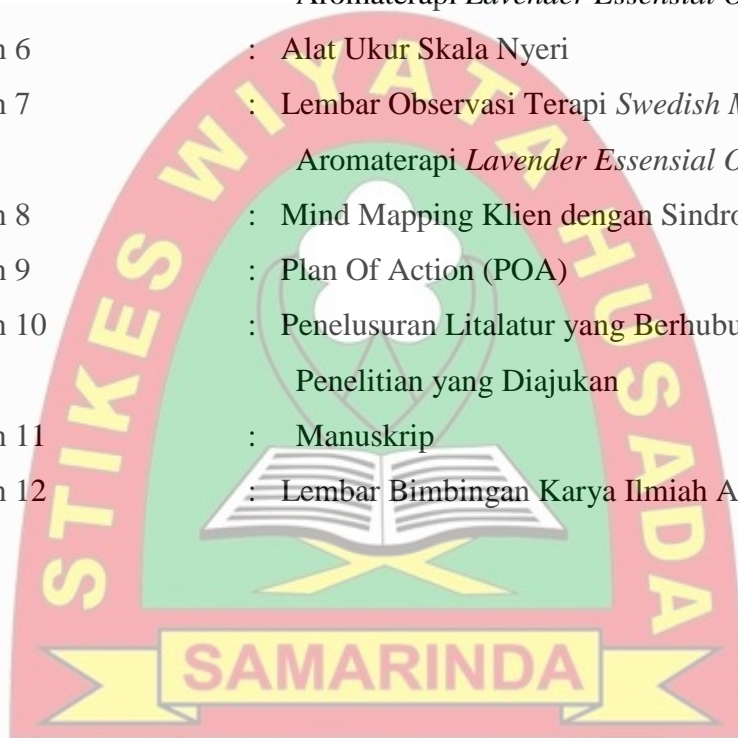 Aromaterapi Lavender Essensial O
n 6 : Alat Ukur Skala Nyeri
n 7 : Lembar Observasi Terapi Swedish M
Aromaterapi Lavender Essensial O
n 8 : Mind Mapping Klien dengan Sindro
n 9 : Plan Of Action (POA)
n 10 : Penelusuran Litalatur yang Berhubu
Penelitian yang Diajukan
n 11 : Manuskrip
n 12 : Lembar Bimbingan Karya Ilmiah A
STIKES WIYATA HUSADA
SAMARINDA